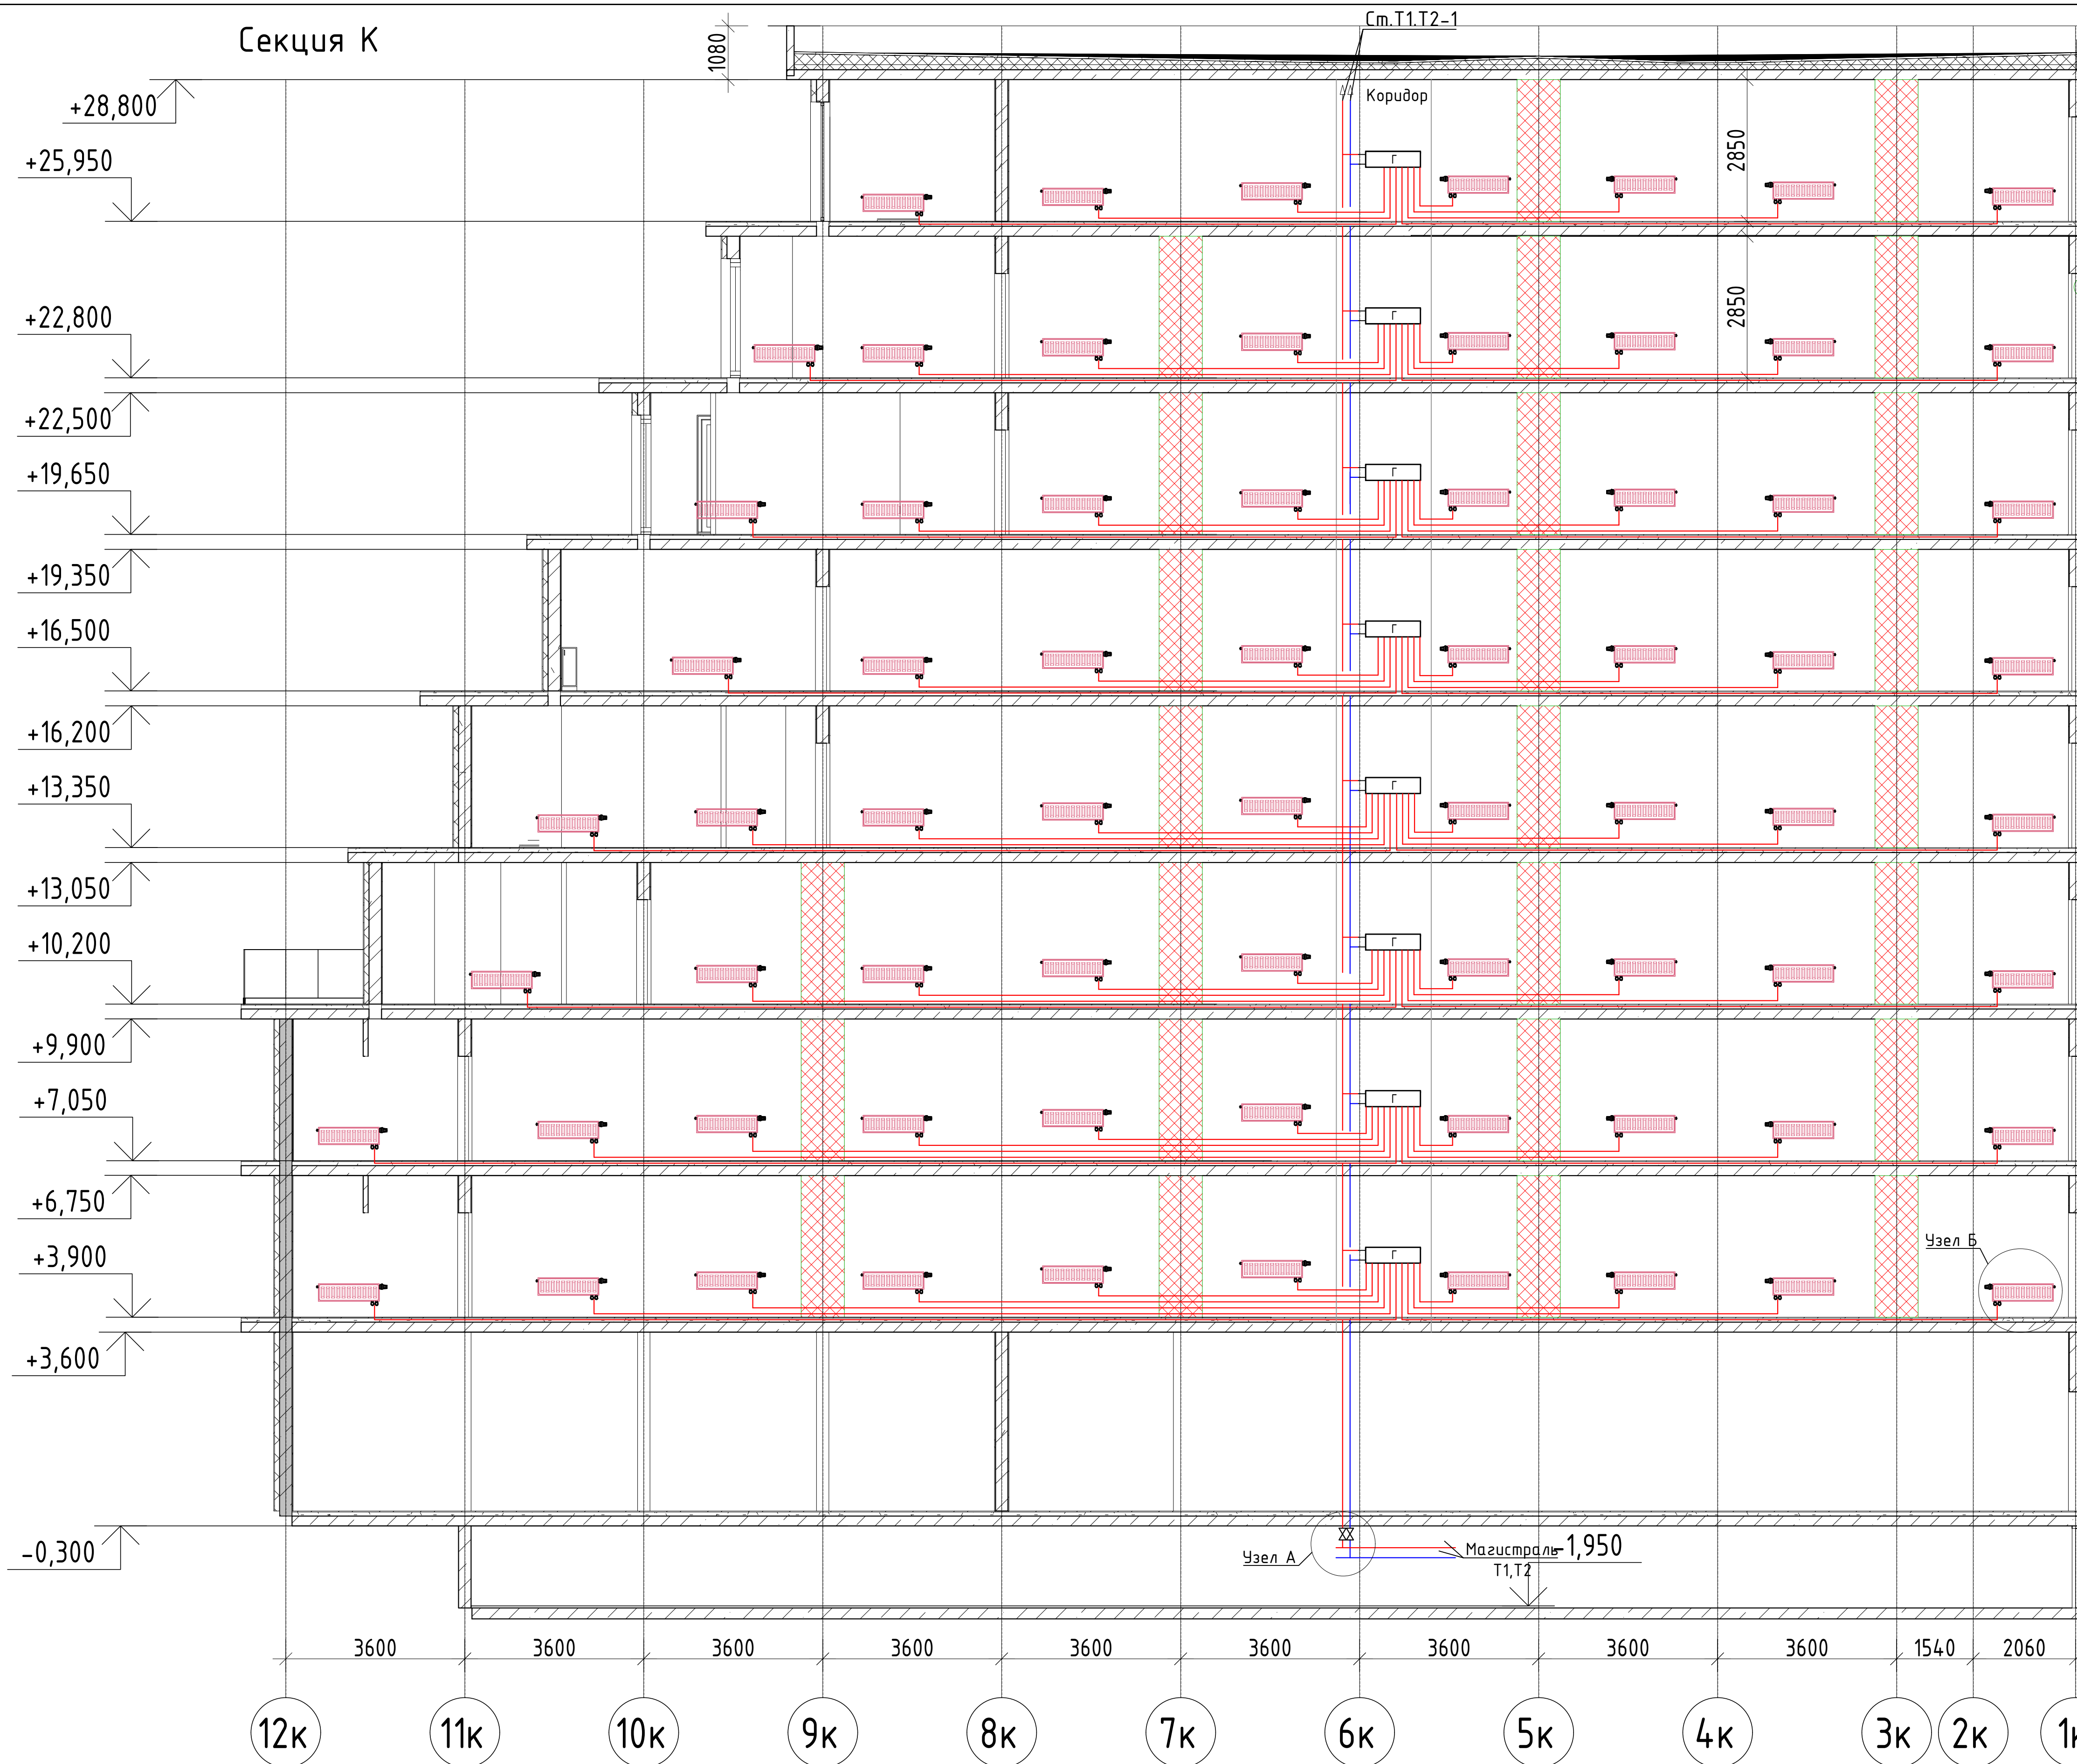 Секция К
Ст.Т1.Т2-1
1080
Коридор
+28,800
+25,950
2850
Г
+22,800
2850
Г
+22,500
+19,650
Г
+19,350
+16,500
Г
+16,200
+13,350
Г
+13,050
+10,200
Г
+9,900
+7,050
Г
+6,750
+3,900
Узел Б
Г
+3,600
-0,300
Узел А
Магистраль
Т1,Т2
-1,950
3600 3600 3600 3600 3600 3600 3600 3600 3600 1540 2060
12к 11к 10к 9к 8к 7к 6к 5к 4к 3к 2к 1к